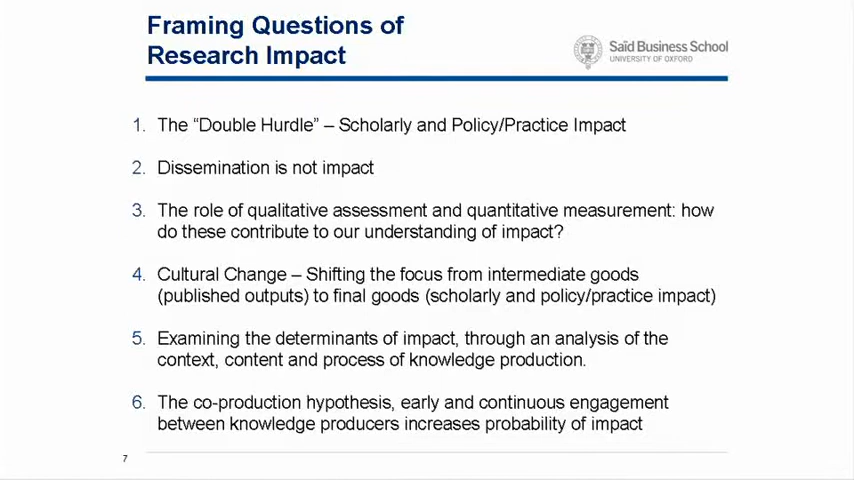 Framing Questions of
Research Impact
Saïd Business School
UNIVERSITY OF OXFORD
1. The “Double Hurdle” – Scholarly and Policy/Practice Impact
2. Dissemination is not impact
3. The role of qualitative assessment and quantitative measurement: how
do these contribute to our understanding of impact?
4. Cultural Change – Shifting the focus from intermediate goods
(published outputs) to final goods (scholarly and policy/practice impact)
5. Examining the determinants of impact, through an analysis of the
context, content and process of knowledge production.
6. The co-production hypothesis, early and continuous engagement
between knowledge producers increases probability of impact
7